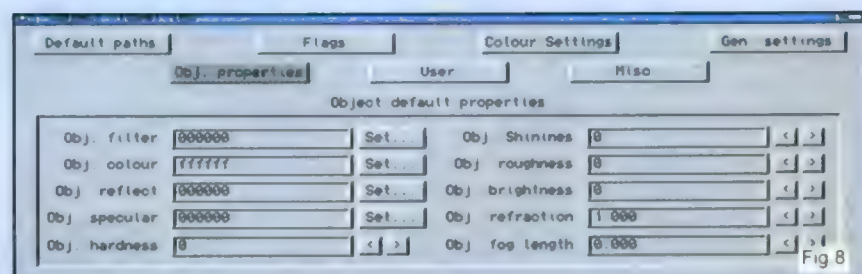 Default paths Flags Colour Settings Gen settings
Obj. properties User Misc
Object default properties
Obj. filter 000000 Set... Obj Shinines 0
Obj. colour ffffff Set... Obj roughness 0
Obj reflect 000000 Set... Obj brightness 0
Obj specular 000000 Set... Obj refraction 1.000
Obj. hardness 0 < > Obj fog length 0.000
Fig 8